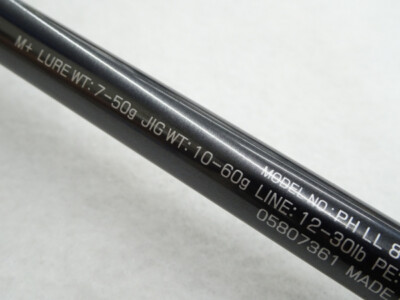 MODEL NO.:PH LL 8
M+ LURE WT: 7-50g JIG WT: 10-60g LINE: 12-30lb PE:
05807361 MADE